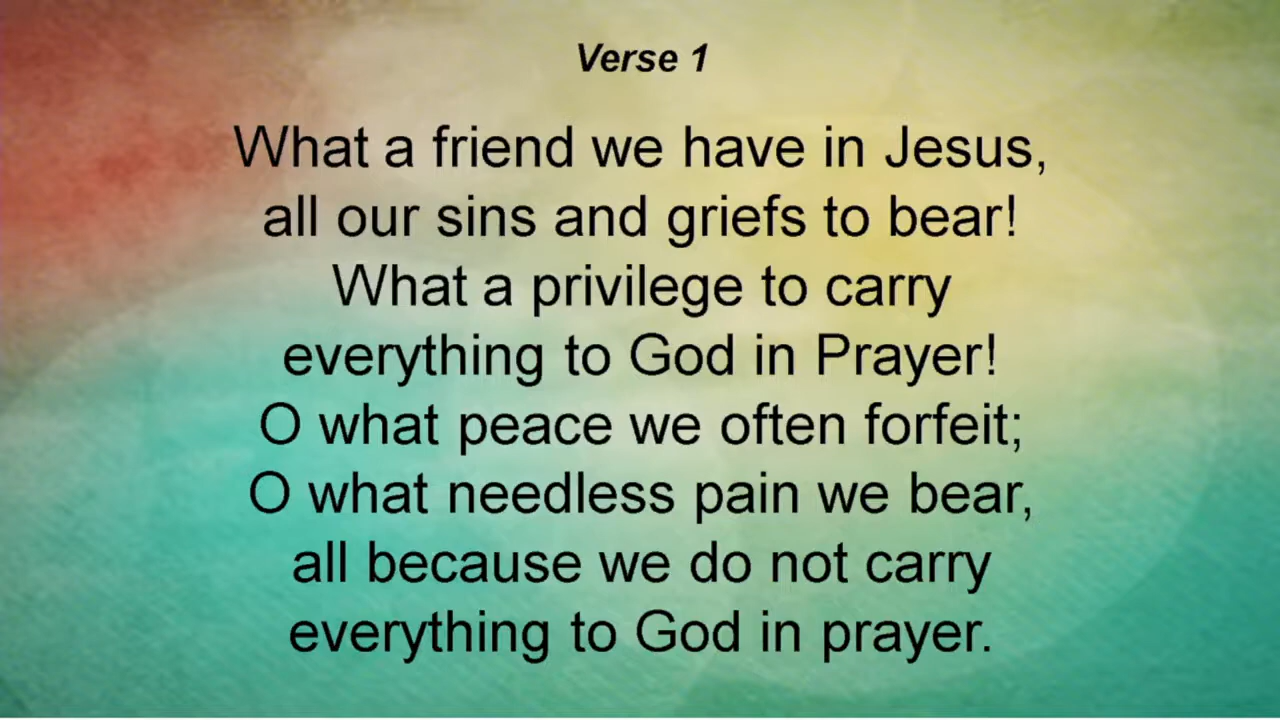 Verse 1
What a friend we have in Jesus,
all our sins and griefs to bear!
What a privilege to carry
everything to God in Prayer!
O what peace we often forfeit;
O what needless pain we bear,
all because we do not carry
everything to God in prayer.